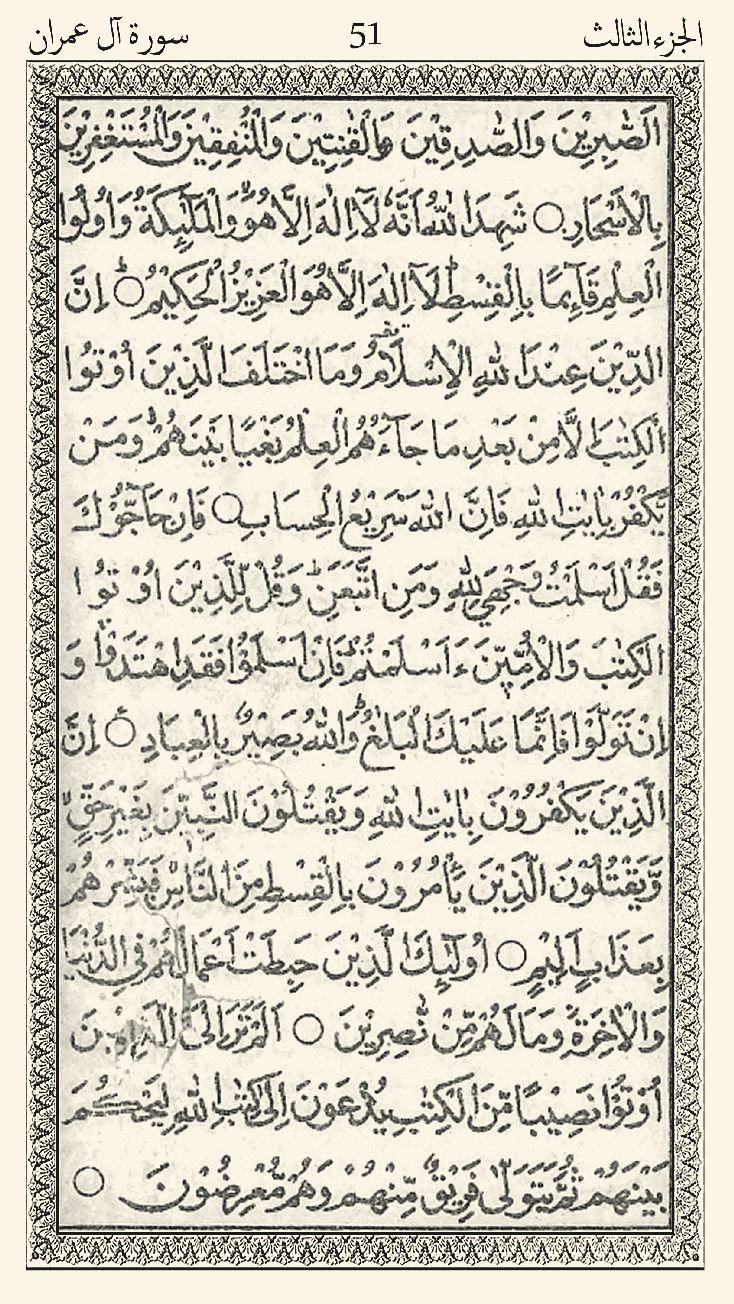 الجزء الثالث 51 سورة آل عمران
اَلصّٰبِرِيْنَ وَالصّٰدِقِيْنَ وَالْقٰنِتِيْنَ وَالْمُنْفِقِيْنَ وَالْمُسْتَغْفِرِيْنَ
بِالْاَسْحَارِ ○ شَهِدَ اللّٰهُ اَنَّهٗ لَآ اِلٰهَ اِلَّا هُوَ ۙ وَالْمَلٰٓئِكَةُ وَاُولُوا
الْعِلْمِ قَآئِمًا بِالْقِسْطِ ؕ لَآ اِلٰهَ اِلَّا هُوَ الْعَزِيْزُ الْحَكِيْمُ ○ؕ اِنَّ
الدِّيْنَ عِنْدَ اللّٰهِ الْاِسْلَامُ وَمَا اخْتَلَفَ الَّذِيْنَ اُوْتُوا
الْكِتٰبَ اِلَّا مِنْ بَعْدِ مَا جَآءَهُمُ الْعِلْمُ بَغْيًا بَيْنَهُمْ ؕ وَمَنْ
يَّكْفُرْ بِاٰيٰتِ اللّٰهِ فَاِنَّ اللّٰهَ سَرِيْعُ الْحِسَابِ ○ فَاِنْ حَآجُّوْكَ
فَقُلْ اَسْلَمْتُ وَجْهِيَ لِلّٰهِ وَمَنِ اتَّبَعَنِ ؕ وَقُلْ لِّلَّذِيْنَ اُوْتُوا
الْكِتٰبَ وَالْاُمِّيّٖنَ ءَاَسْلَمْتُمْ ؕ فَاِنْ اَسْلَمُوْا فَقَدِ اهْتَدَوْا ۚ وَ
اِنْ تَوَلَّوْا فَاِنَّمَا عَلَيْكَ الْبَلٰغُ ؕ وَاللّٰهُ بَصِيْرٌۢ بِالْعِبَادِ ○ اِنَّ
الَّذِيْنَ يَكْفُرُوْنَ بِاٰيٰتِ اللّٰهِ وَيَقْتُلُوْنَ النَّبِيّٖنَ بِغَيْرِ حَقٍّ ۙ
وَّيَقْتُلُوْنَ الَّذِيْنَ يَاْمُرُوْنَ بِالْقِسْطِ مِنَ النَّاسِ ۙ فَبَشِّرْهُمْ
بِعَذَابٍ اَلِيْمٍ ○ اُولٰٓئِكَ الَّذِيْنَ حَبِطَتْ اَعْمَالُهُمْ فِي الدُّنْيَا
وَالْاٰخِرَةِ ۫ وَمَا لَهُمْ مِّنْ نّٰصِرِيْنَ ○ اَلَمْ تَرَ اِلَى الَّذِيْنَ
اُوْتُوْا نَصِيْبًا مِّنَ الْكِتٰبِ يُدْعَوْنَ اِلٰى كِتٰبِ اللّٰهِ لِيَحْكُمَ
بَيْنَهُمْ ثُمَّ يَتَوَلّٰى فَرِيْقٌ مِّنْهُمْ وَهُمْ مُّعْرِضُوْنَ ○